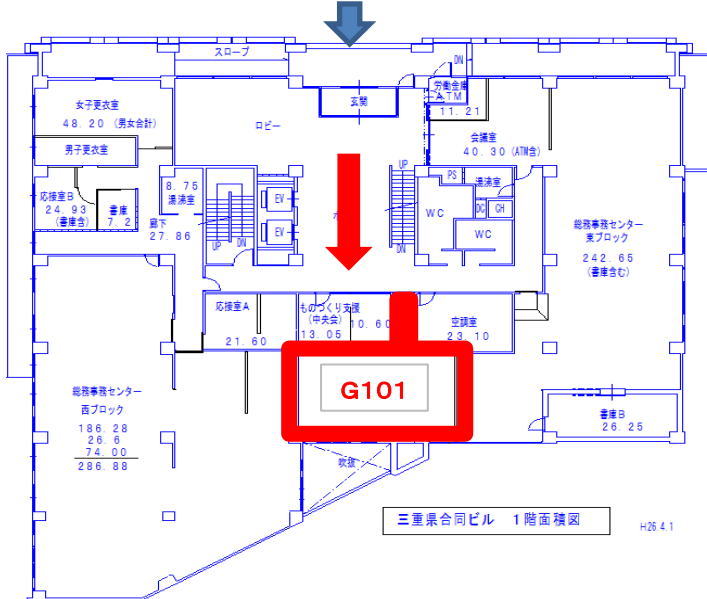 スロープ
DN
女子更衣室
48.20 (男女合計)
男子更衣室
ロビー
玄関
労働金庫
ATM
11.21
会議室
40.30 (ATM含)
応接室B
24.93
(書庫含)
書庫
7.2
8.75
湯沸室
廊下
27.86
UP
DN
EV
EV
UP
DN
PS
湯沸室
WC
DC
CH
WC
総務事務センター
東ブロック
242.65
(書庫含む)
応接室A
21.60
ものづくり支援
(中央会)
13.05
10.60
空調室
23.10
G101
総務事務センター
西ブロック
186.28
26.6
74.00
286.88
書庫B
26.25
吹抜
三重県合同ビル 1階面積図
H26.4.1